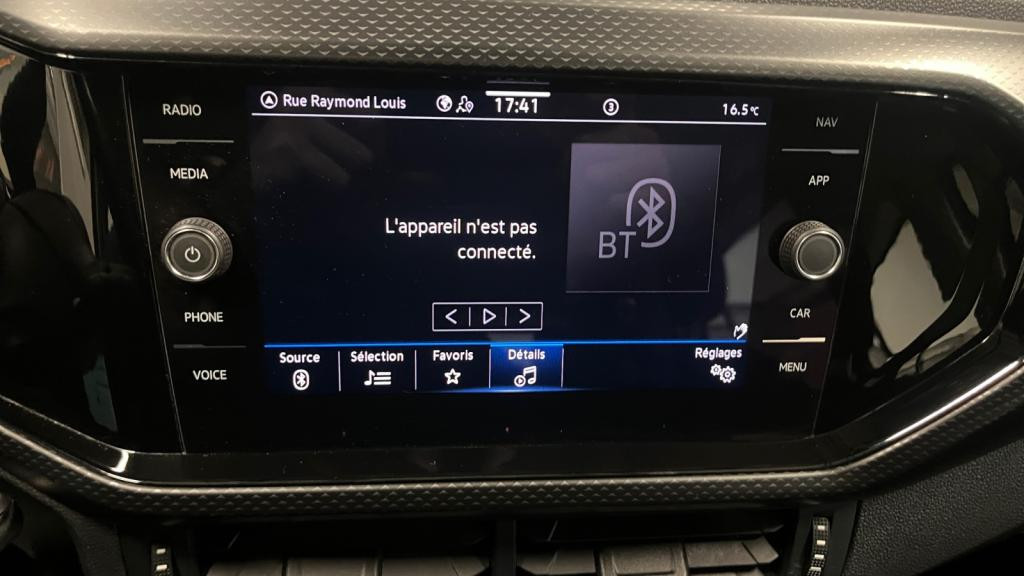 RADIO
MEDIA
PHONE
VOICE
Rue Raymond Louis
17:41
3
16.5°C
L'appareil n'est pas
connecté.
BT
Source
Sélection
Favoris
Détails
Réglages
NAV
APP
CAR
MENU